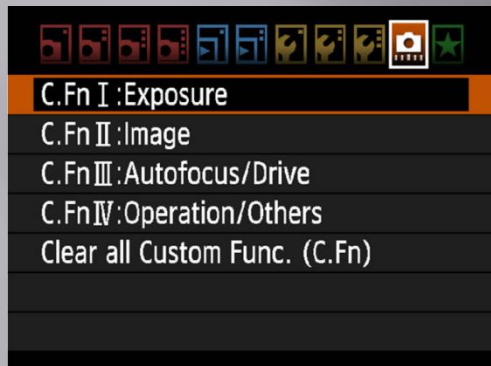 C.Fn I :Exposure
C.Fn II :Image
C.Fn III :Autofocus/Drive
C.Fn IV :Operation/Others
Clear all Custom Func. (C.Fn)